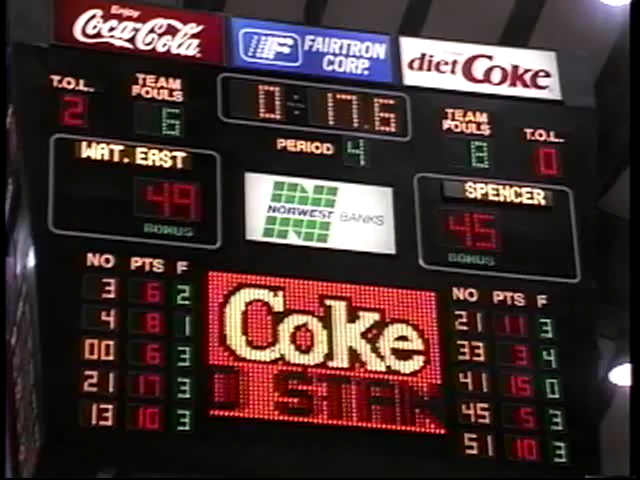 Enjoy Coca-Cola
FAIRTRON CORP.
diet Coke
T.O.L. TEAM FOULS
2 6
0:17.6
TEAM FOULS T.O.L.
8 0
PERIOD 4
WAT. EAST
49
BONUS
NORWEST BANKS
SPENCER
45
BONUS
NO PTS F
3 6 2
4 8 1
00 6 3
21 17 3
13 10 3
Coke
NO PTS F
21 11 3
33 3 4
41 15 0
45 5 3
51 10 3